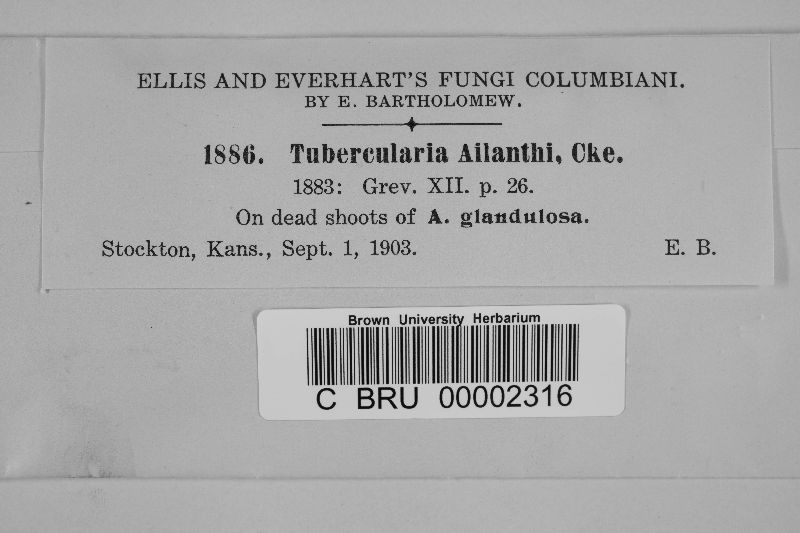 ELLIS AND EVERHART'S FUNGI COLUMBIANI.
BY E. BARTHOLOMEW.
1886. Tubercularia Ailanthi, Cke.
1883: Grev. XII. p. 26.
On dead shoots of A. glandulosa.
Stockton, Kans., Sept. 1, 1903. E. B.
Brown University Herbarium
C BRU 00002316